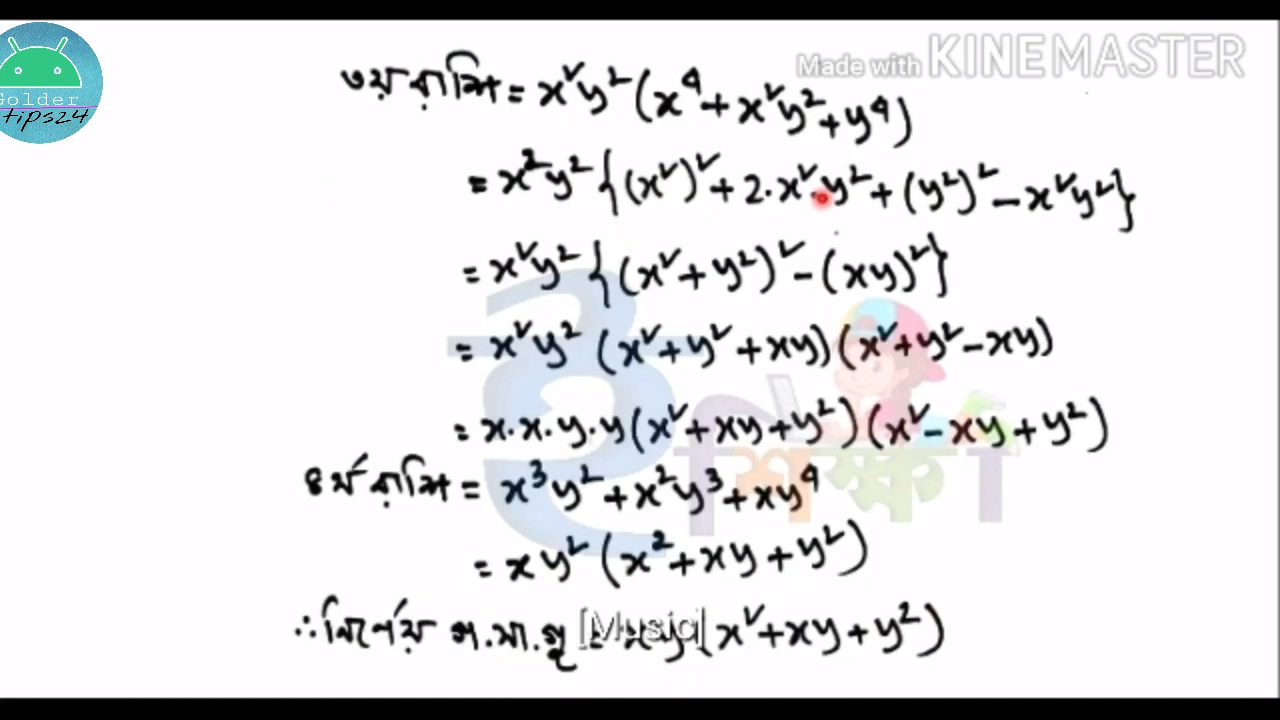 Golder
tips24
Made with KINEMASTER
৩য় রাশি = x²y²(x⁴ + x²y² + y⁴)
= x²y²{(x²)² + 2·x²·y² + (y²)² − x²y²}
= x²y²{(x² + y²)² − (xy)²}
= x²y² (x² + y² + xy)(x² + y² − xy)
= x·x·y·y(x² + xy + y²)(x² − xy + y²)
৪র্থ রাশি = x³y² + x²y³ + xy⁴
= xy²(x² + xy + y²)
∴ নির্ণেয় গ.সা.গু = xy(x² + xy + y²)
[Music]
ই শিক্ষা